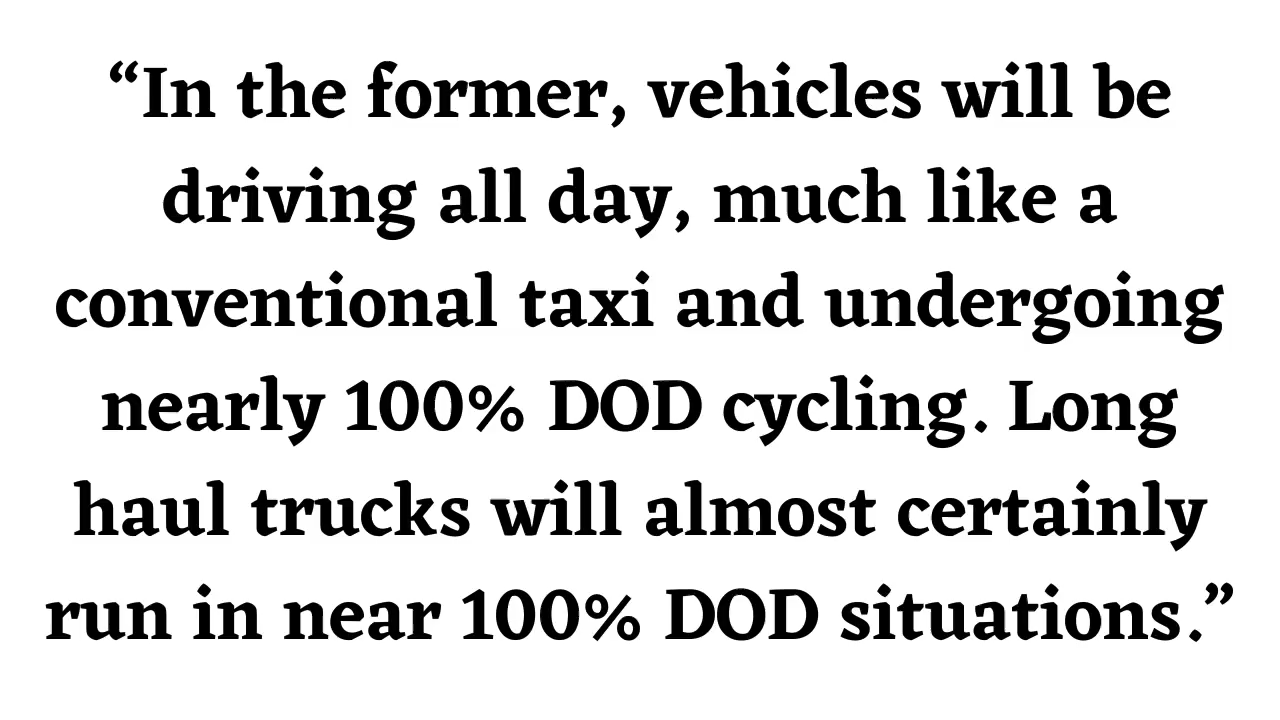 “In the former, vehicles will be
driving all day, much like a
conventional taxi and undergoing
nearly 100% DOD cycling. Long
haul trucks will almost certainly
run in near 100% DOD situations.”